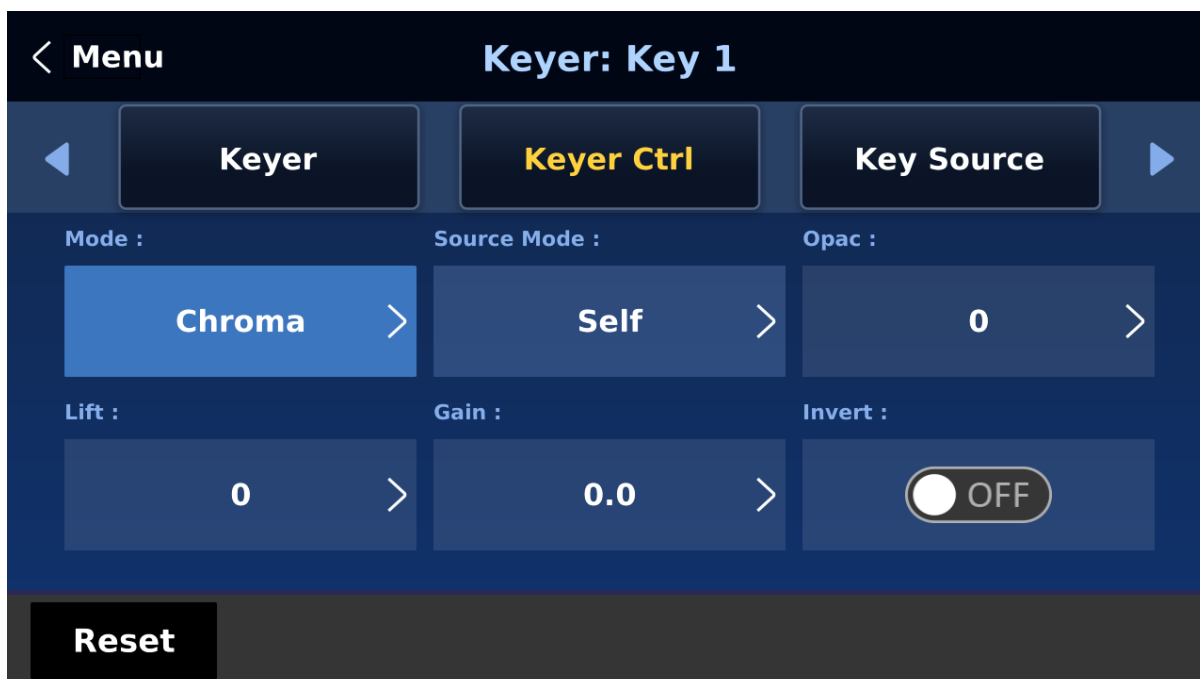 Menu
Keyer: Key 1
Keyer
Keyer Ctrl
Key Source
Mode :
Source Mode :
Opac :
Chroma
Self
0
Lift :
Gain :
Invert :
0
0.0
OFF
Reset